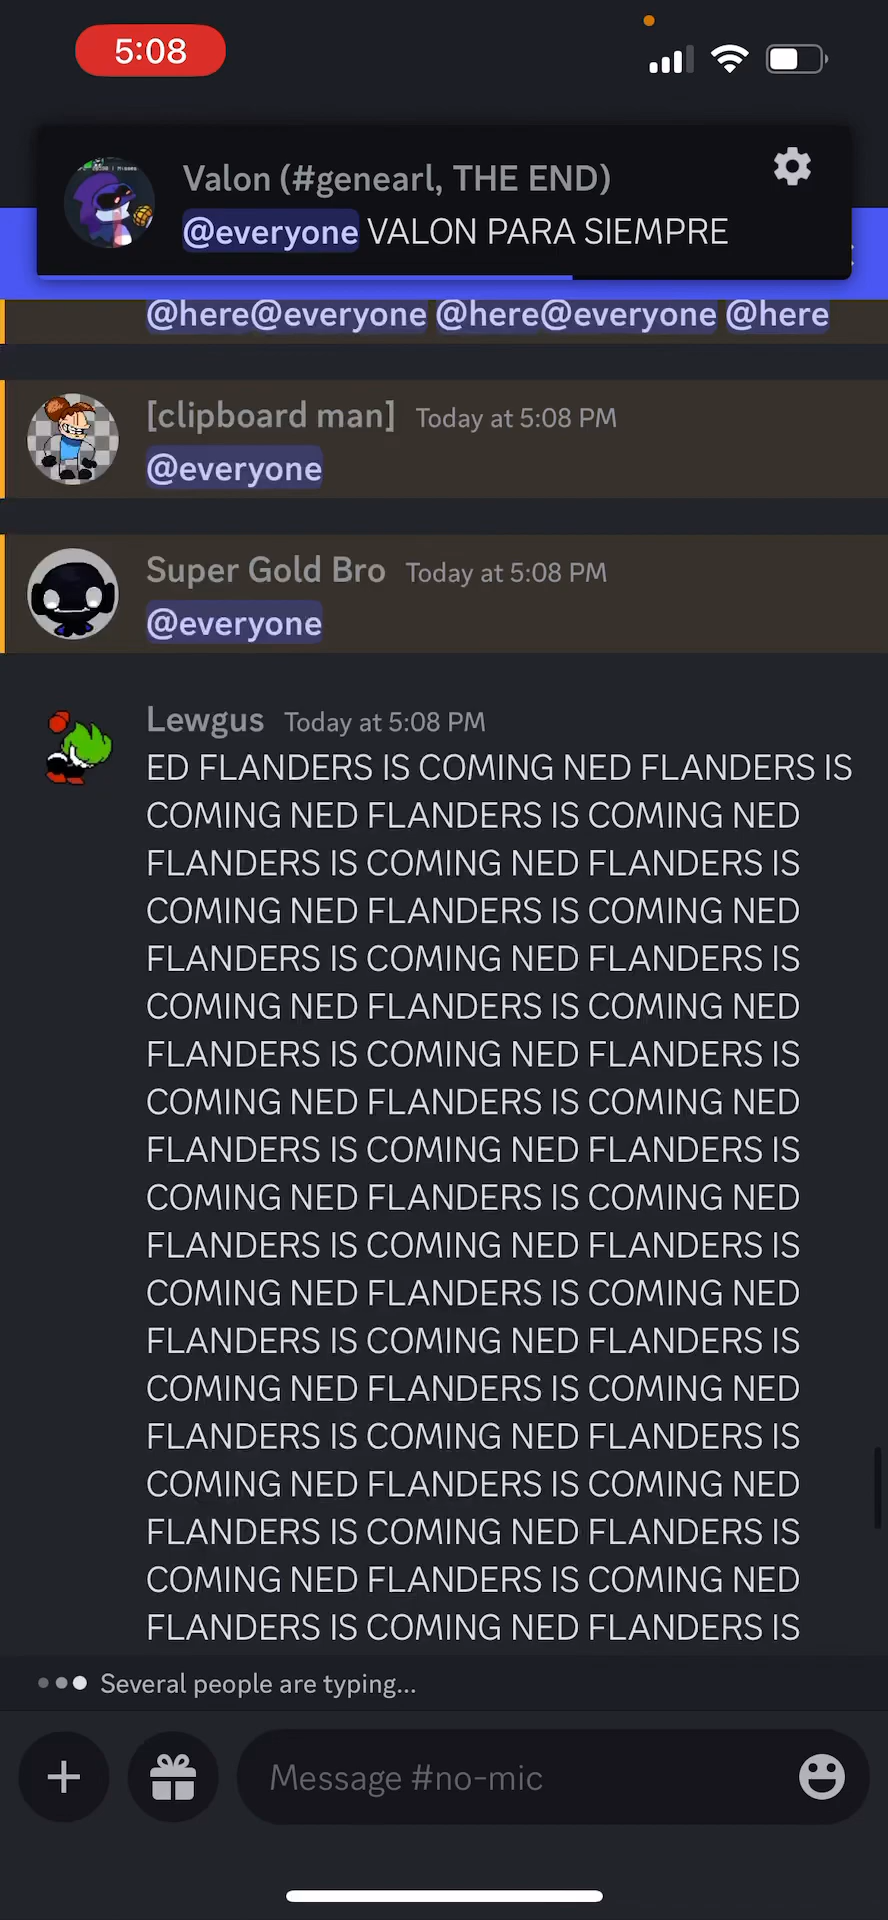 5:08
Valon (#genearl, THE END)
@everyone VALON PARA SIEMPRE
@here@everyone @here@everyone @here
[clipboard man] Today at 5:08 PM
@everyone
Super Gold Bro Today at 5:08 PM
@everyone
Lewgus Today at 5:08 PM
ED FLANDERS IS COMING NED FLANDERS IS
COMING NED FLANDERS IS COMING NED
FLANDERS IS COMING NED FLANDERS IS
COMING NED FLANDERS IS COMING NED
FLANDERS IS COMING NED FLANDERS IS
COMING NED FLANDERS IS COMING NED
FLANDERS IS COMING NED FLANDERS IS
COMING NED FLANDERS IS COMING NED
FLANDERS IS COMING NED FLANDERS IS
COMING NED FLANDERS IS COMING NED
FLANDERS IS COMING NED FLANDERS IS
COMING NED FLANDERS IS COMING NED
FLANDERS IS COMING NED FLANDERS IS
COMING NED FLANDERS IS COMING NED
FLANDERS IS COMING NED FLANDERS IS
COMING NED FLANDERS IS COMING NED
FLANDERS IS COMING NED FLANDERS IS
COMING NED FLANDERS IS COMING NED
FLANDERS IS COMING NED FLANDERS IS
Several people are typing...
Message #no-mic